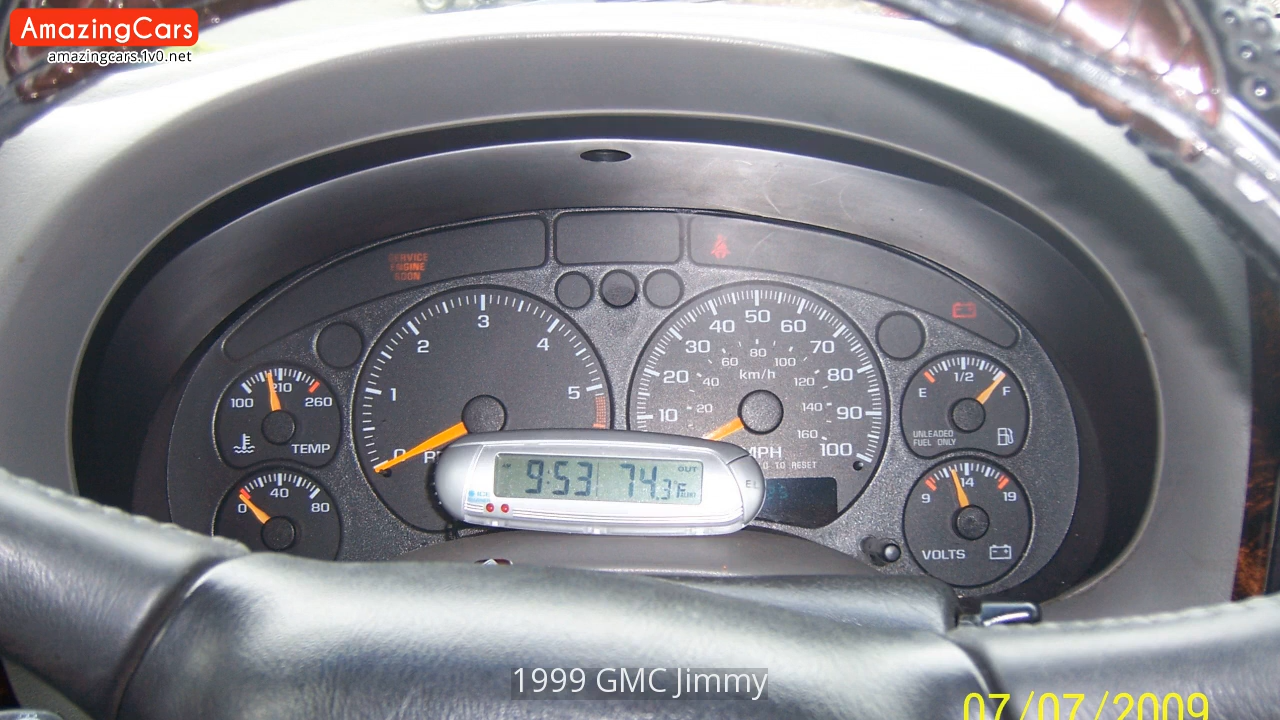 AmazingCars
amazingcars.1v0.net
SERVICE
ENGINE
SOON
0 1 2 3 4 5
10 20 30 40 50 60 70 80 90 100
20 40 60 80 100 120 140 160
km/h
MPH
100 210 260
TEMP
0 40 80
E 1/2 F
UNLEADED
FUEL ONLY
9 14 19
VOLTS
TO RESET
9:53 74.3°F
OUT
1999 GMC Jimmy
07/07/2009